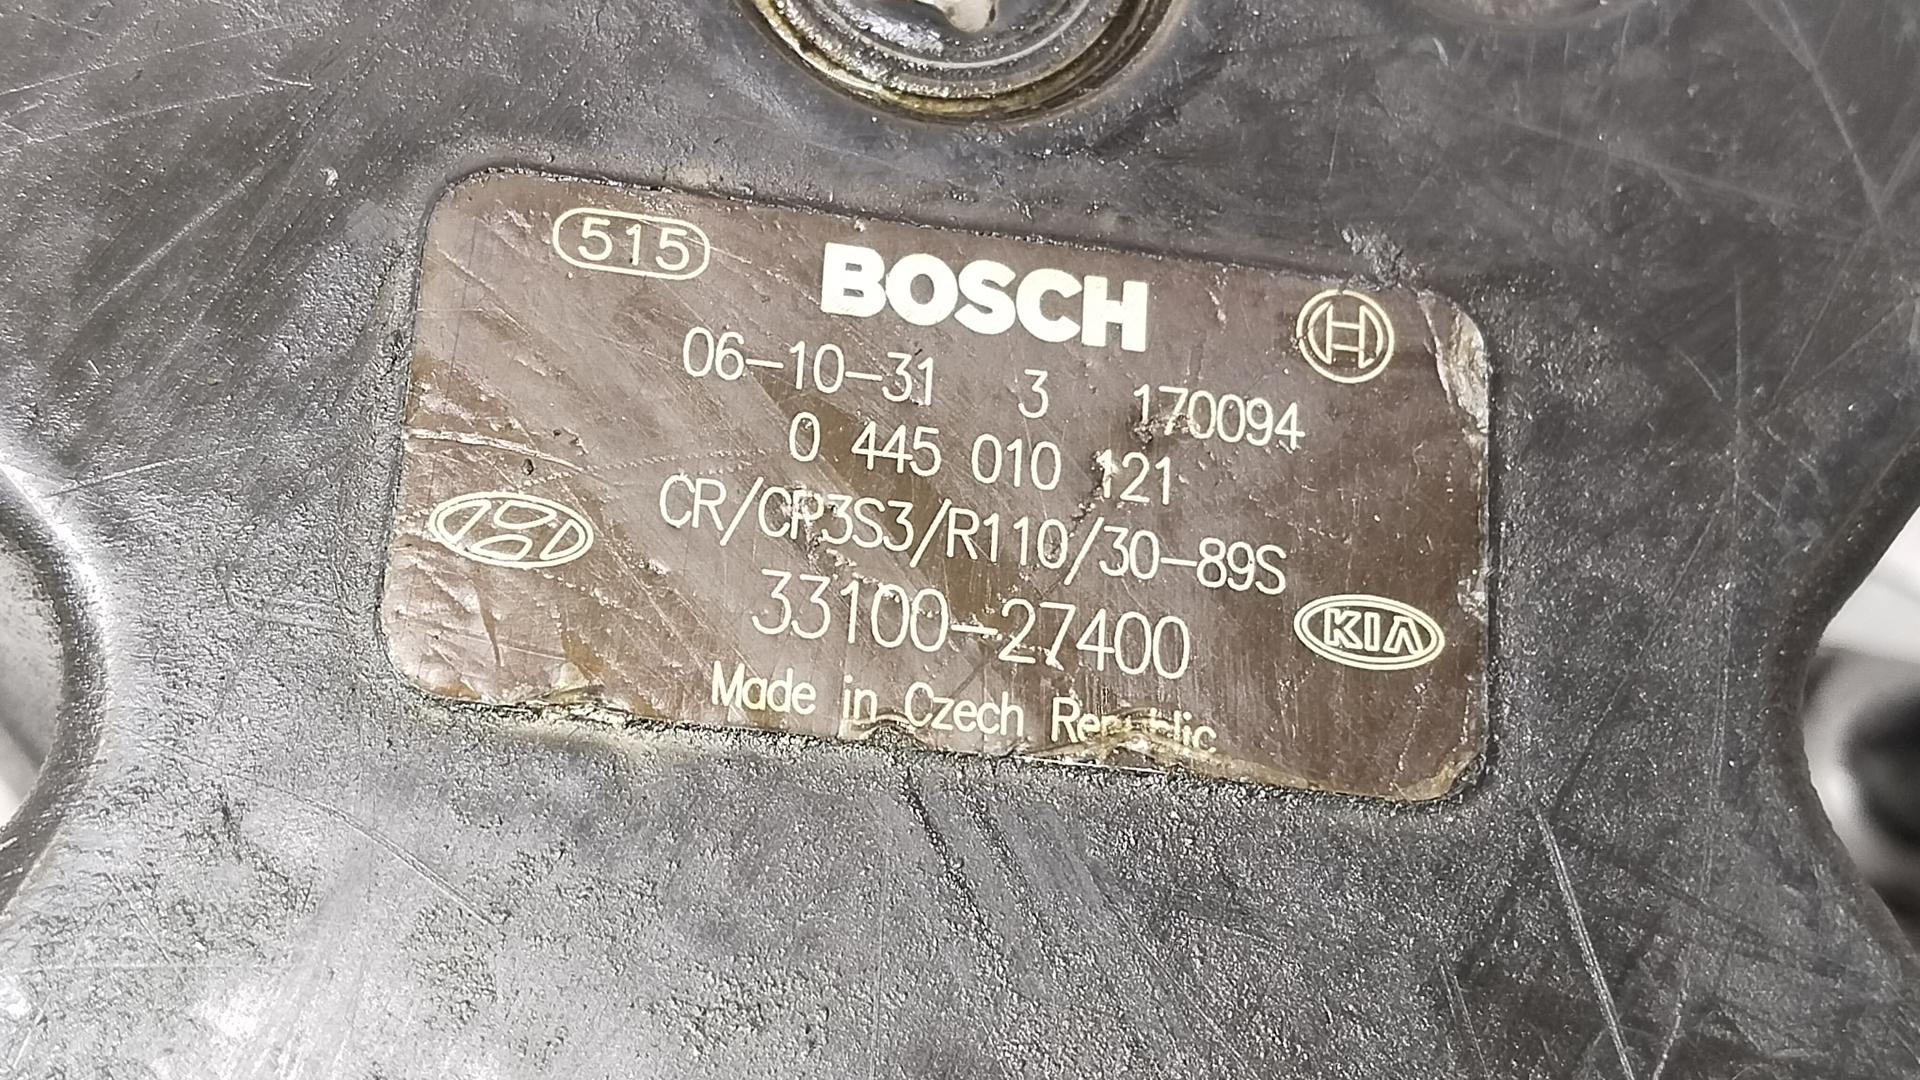 515
BOSCH
06-10-31 3 170094
0 445 010 121
CR/CP3S3/R110/30-89S
33100-27400
KIA
Made in Czech Republic